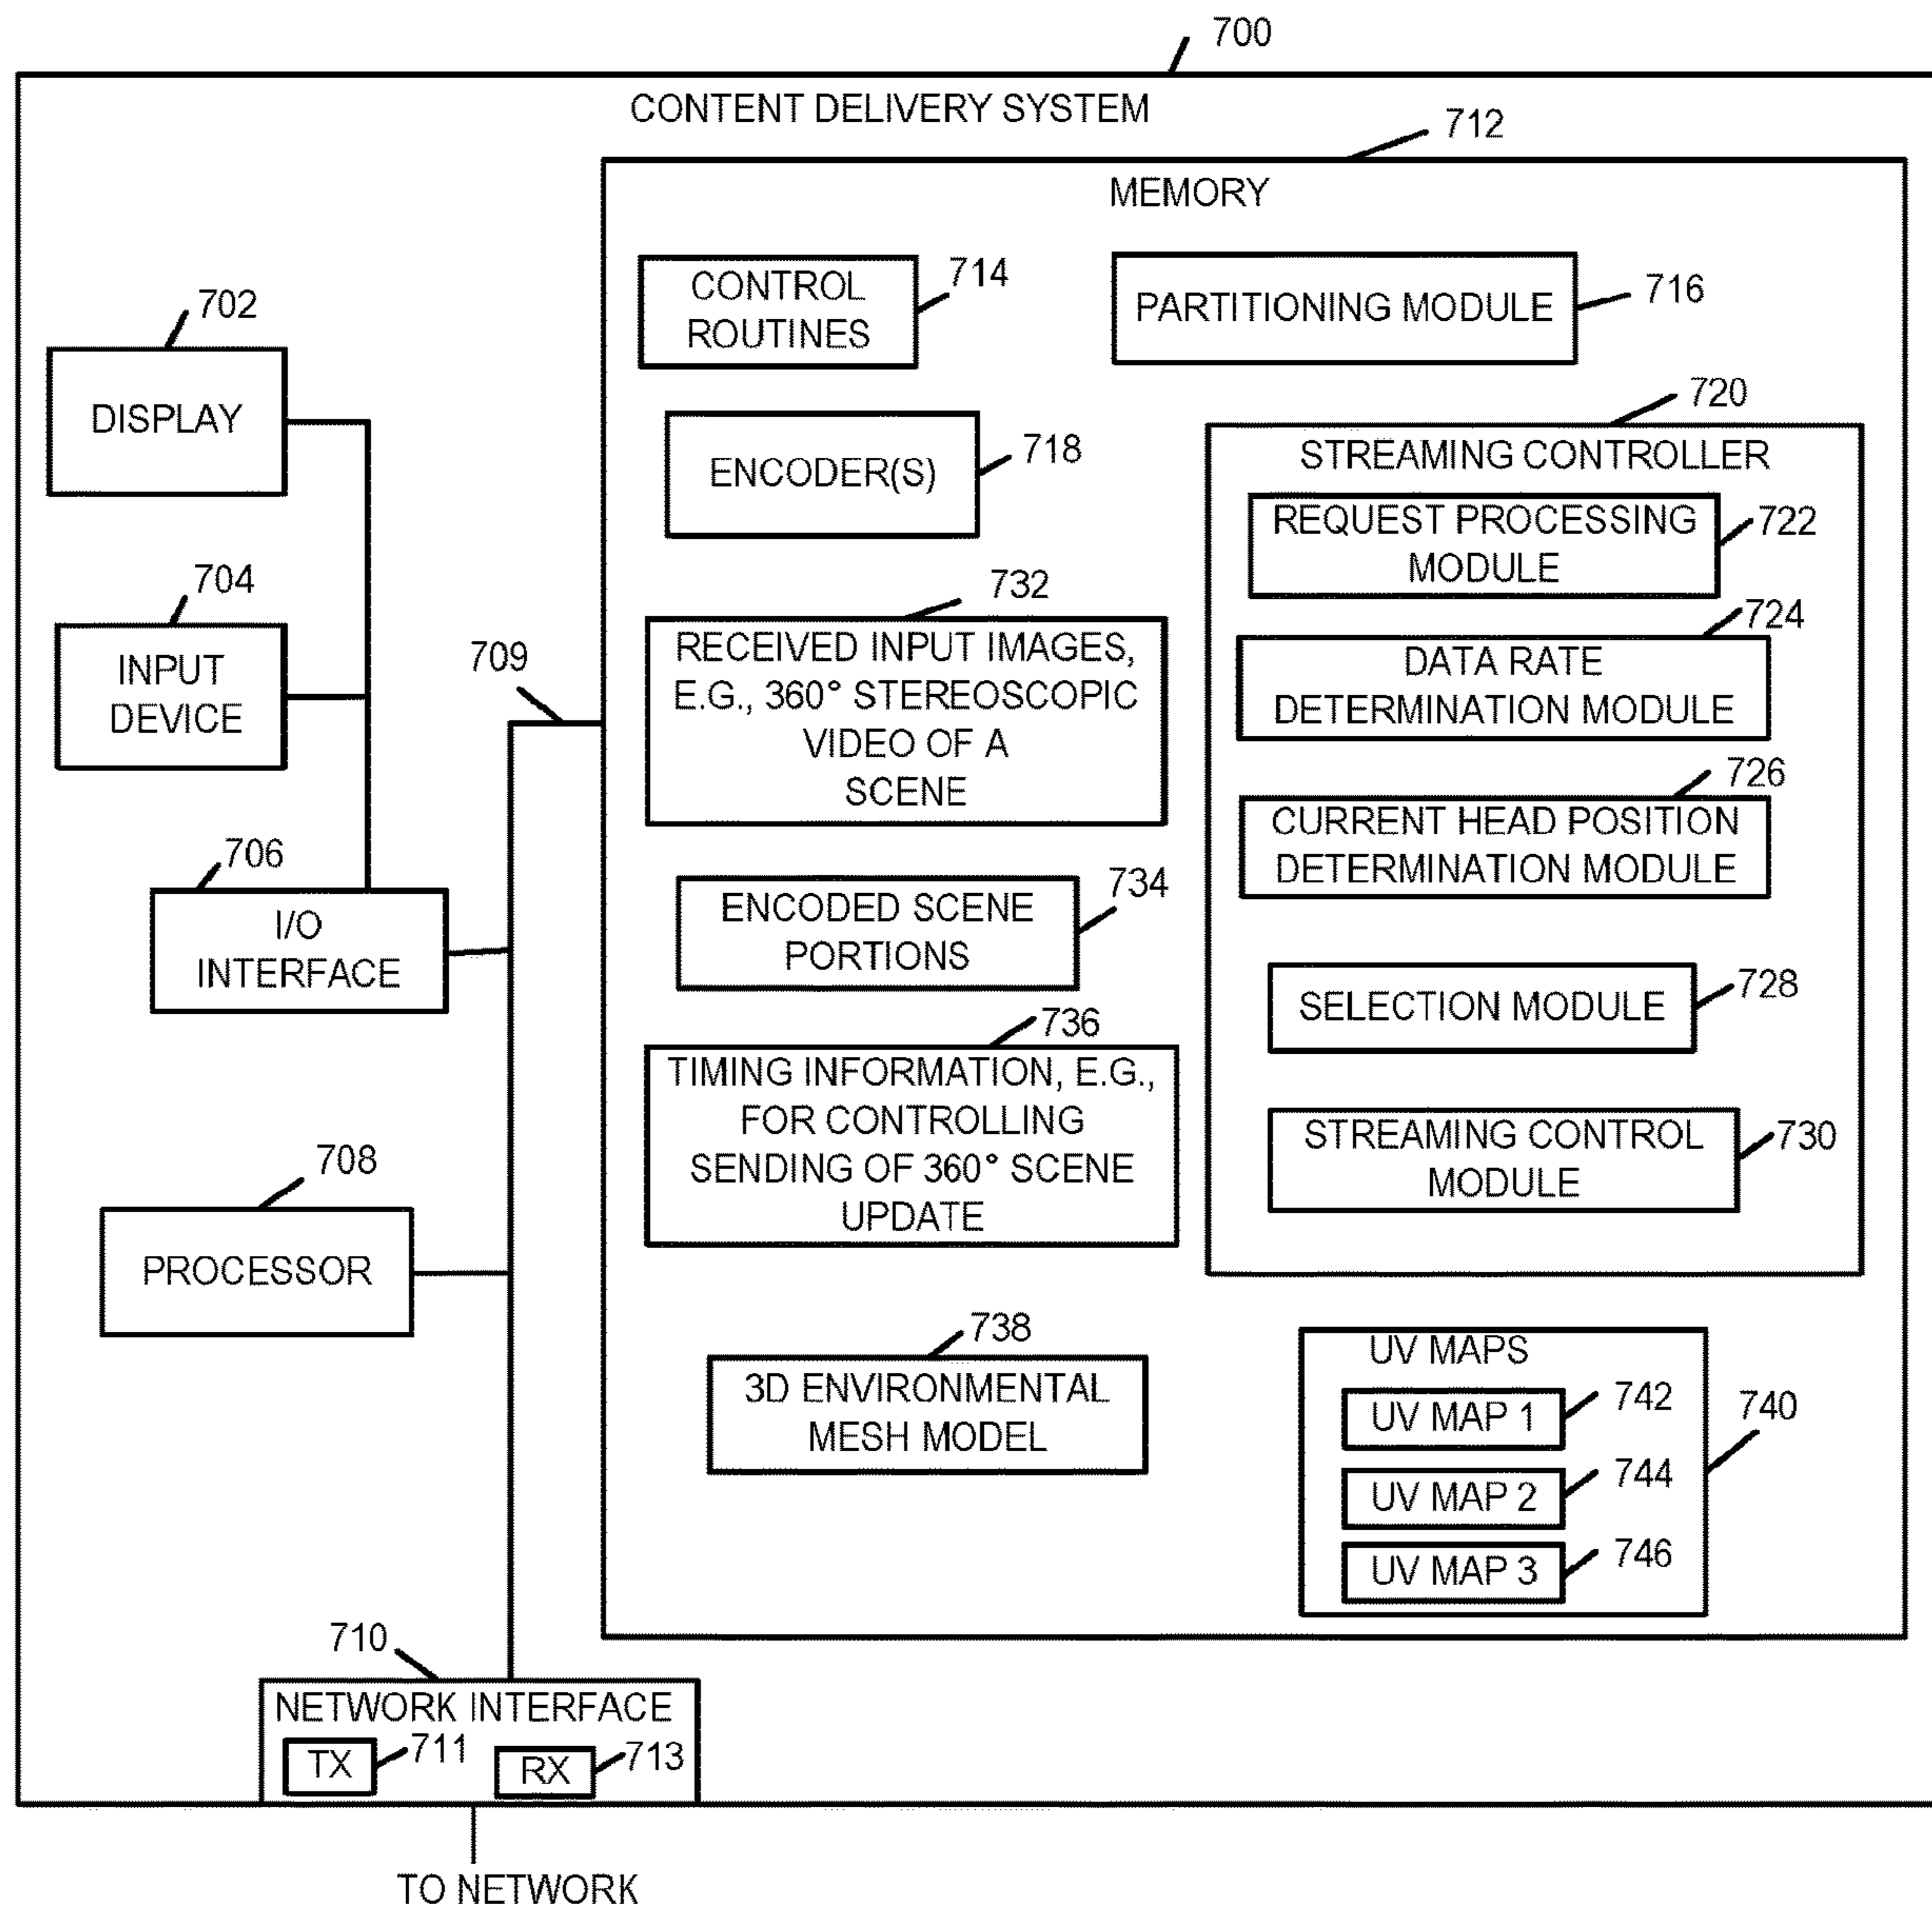 700
CONTENT DELIVERY SYSTEM
712
MEMORY
CONTROL
ROUTINES
714
PARTITIONING MODULE
716
702
DISPLAY
ENCODER(S)
718
720
STREAMING CONTROLLER
REQUEST PROCESSING
MODULE
722
724
DATA RATE
DETERMINATION MODULE
726
CURRENT HEAD POSITION
DETERMINATION MODULE
SELECTION MODULE
728
STREAMING CONTROL
MODULE
730
704
INPUT
DEVICE
709
732
RECEIVED INPUT IMAGES,
E.G., 360° STEREOSCOPIC
VIDEO OF A
SCENE
706
I/O
INTERFACE
ENCODED SCENE
PORTIONS
734
736
TIMING INFORMATION, E.G.,
FOR CONTROLLING
SENDING OF 360° SCENE
UPDATE
708
PROCESSOR
738
3D ENVIRONMENTAL
MESH MODEL
UV MAPS
UV MAP 1
742
740
UV MAP 2
744
UV MAP 3
746
710
NETWORK INTERFACE
TX
711
RX
713
TO NETWORK